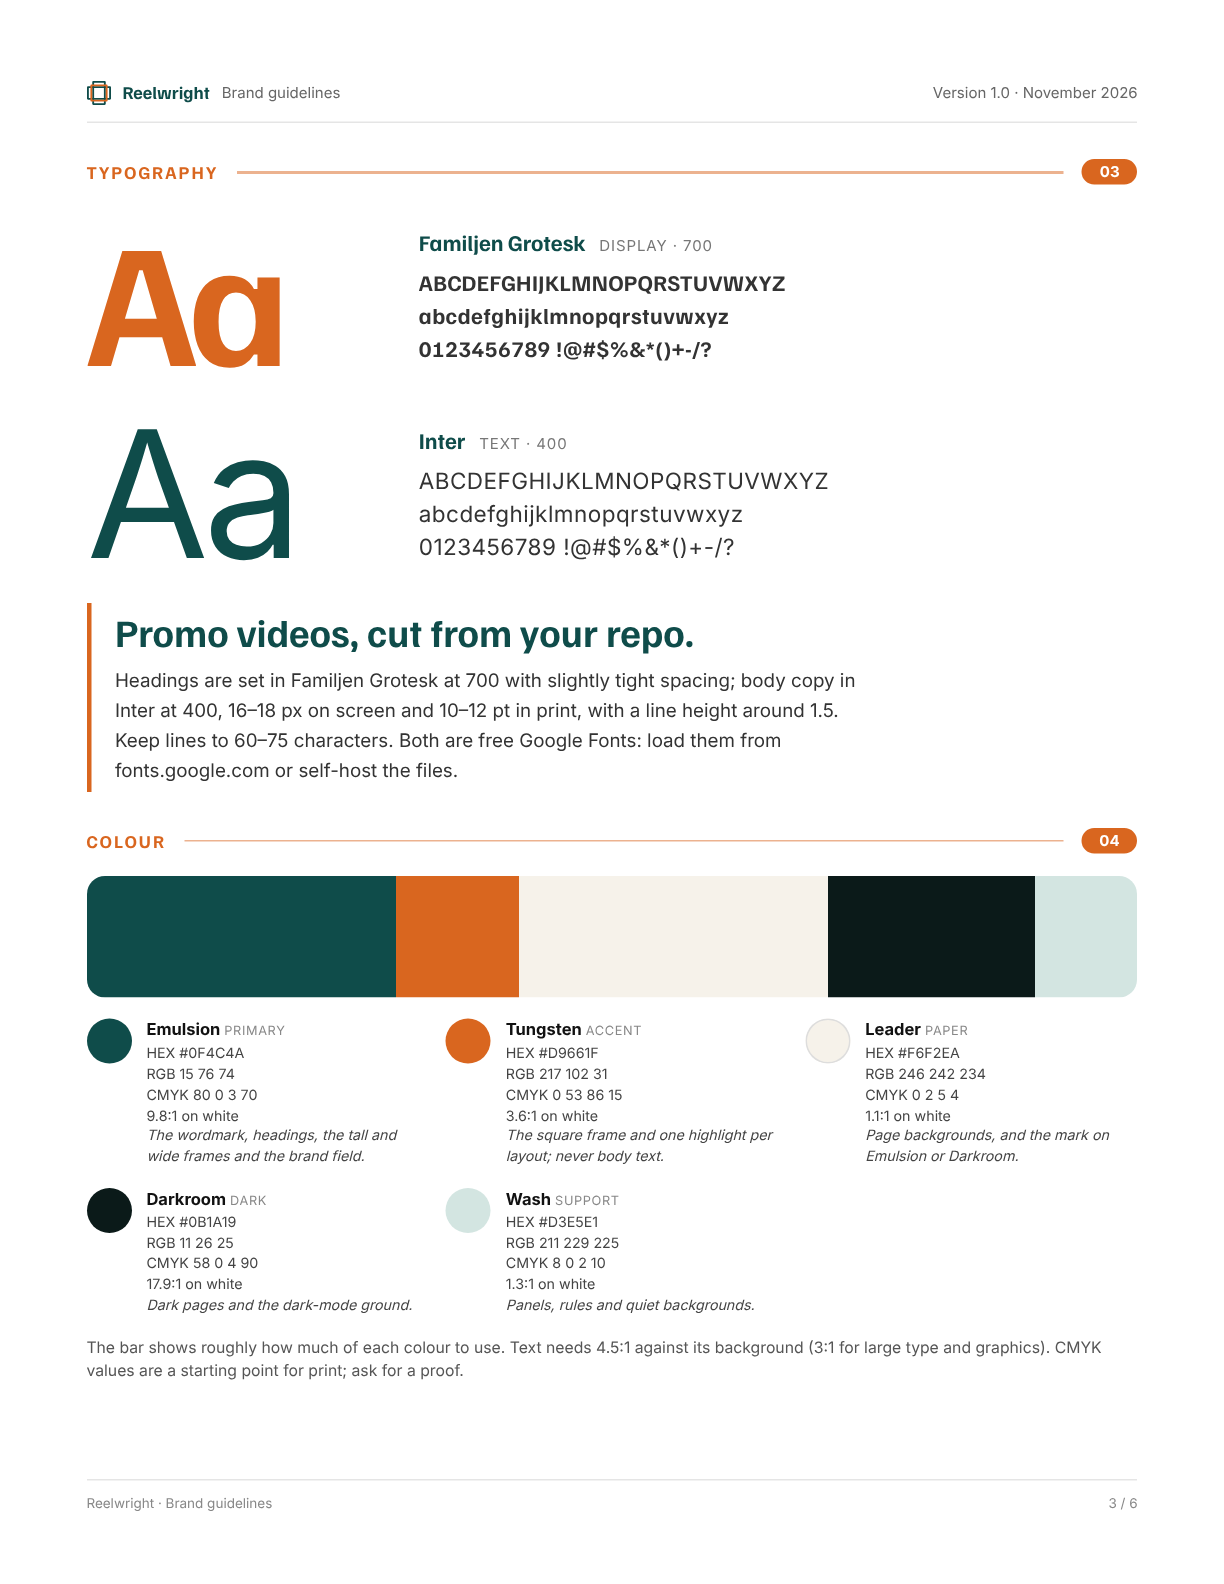 Reelwright Brand guidelines
Version 1.0 · November 2026
TYPOGRAPHY
03
Aa
Familjen Grotesk DISPLAY · 700
ABCDEFGHIJKLMNOPQRSTUVWXYZ
abcdefghijklmnopqrstuvwxyz
0123456789 !@#$%&*()+-/?
Aa
Inter TEXT · 400
ABCDEFGHIJKLMNOPQRSTUVWXYZ
abcdefghijklmnopqrstuvwxyz
0123456789 !@#$%&*()+-/?
Promo videos, cut from your repo.
Headings are set in Familjen Grotesk at 700 with slightly tight spacing; body copy in
Inter at 400, 16–18 px on screen and 10–12 pt in print, with a line height around 1.5.
Keep lines to 60–75 characters. Both are free Google Fonts: load them from
fonts.google.com or self-host the files.
COLOUR
04
Emulsion PRIMARY
HEX #0F4C4A
RGB 15 76 74
CMYK 80 0 3 70
9.8:1 on white
The wordmark, headings, the tall and
wide frames and the brand field.
Tungsten ACCENT
HEX #D9661F
RGB 217 102 31
CMYK 0 53 86 15
3.6:1 on white
The square frame and one highlight per
layout; never body text.
Leader PAPER
HEX #F6F2EA
RGB 246 242 234
CMYK 0 2 5 4
1.1:1 on white
Page backgrounds, and the mark on
Emulsion or Darkroom.
Darkroom DARK
HEX #0B1A19
RGB 11 26 25
CMYK 58 0 4 90
17.9:1 on white
Dark pages and the dark-mode ground.
Wash SUPPORT
HEX #D3E5E1
RGB 211 229 225
CMYK 8 0 2 10
1.3:1 on white
Panels, rules and quiet backgrounds.
The bar shows roughly how much of each colour to use. Text needs 4.5:1 against its background (3:1 for large type and graphics). CMYK
values are a starting point for print; ask for a proof.
Reelwright · Brand guidelines
3 / 6